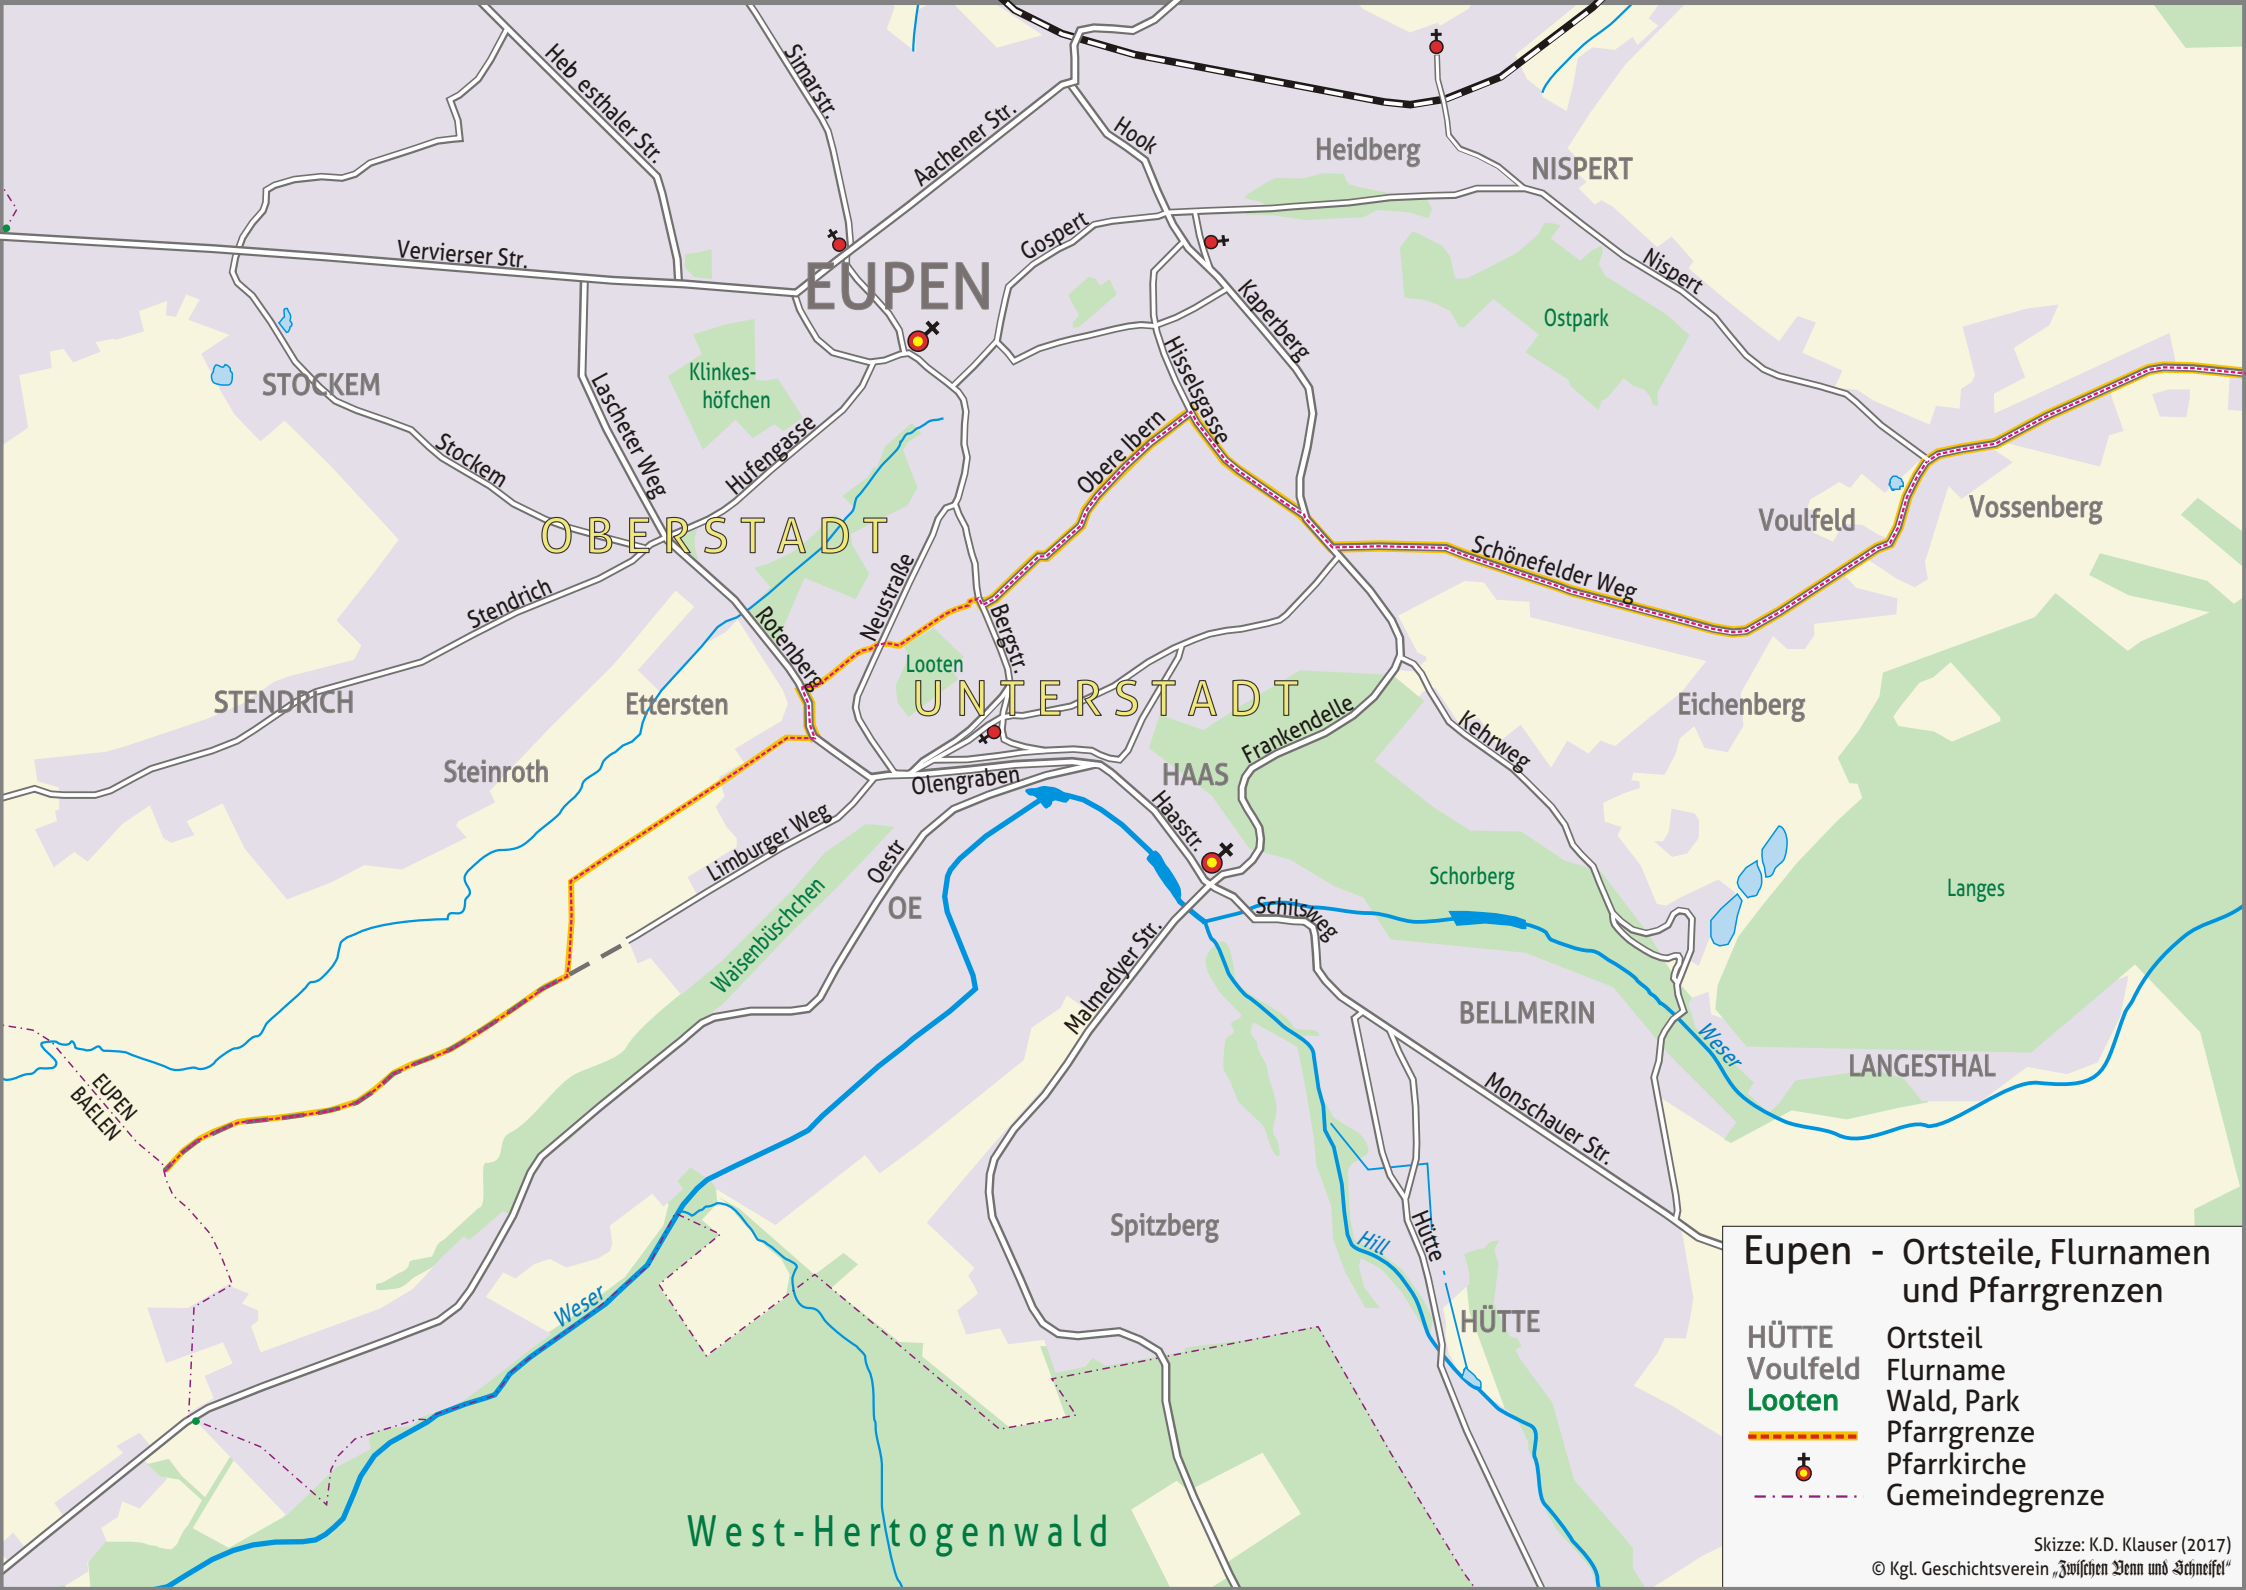 Heb esthaler Str.
Simarstr.
Aachener Str.
Hook
Heidberg
NISPERT
Vervierser Str.
Gospert
EUPEN
Kaperberg
Nispert
Ostpark
STOCKEM
Klinkes-
höfchen
Hisselsgasse
Lascheter Weg
Stockem
Hufengasse
Obere Ibern
Voulfeld
Vossenberg
OBERSTADT
Schönefelder Weg
Stendrich
Neustraße
Rotenberg
Bergstr.
Looten
UNTERSTADT
STENDRICH
Ettersten
Eichenberg
Steinroth
Frankendelle
Kehrweg
HAAS
Olengraben
Haasstr.
Limburger Weg
Oestr
Schorberg
Langes
OE
Waisenbüschchen
Schilsweg
Malmedyer Str.
BELLMERIN
Weser
LANGESTHAL
EUPEN
BAELEN
Monschauer Str.
Spitzberg
Hütte
Hill
Weser
HÜTTE
West-Hertogenwald
Eupen - Ortsteile, Flurnamen
und Pfarrgrenzen
HÜTTE Ortsteil
Voulfeld Flurname
Looten Wald, Park
Pfarrgrenze
Pfarrkirche
Gemeindegrenze
Skizze: K.D. Klauser (2017)
© Kgl. Geschichtsverein „Zwischen Venn und Schneifel“